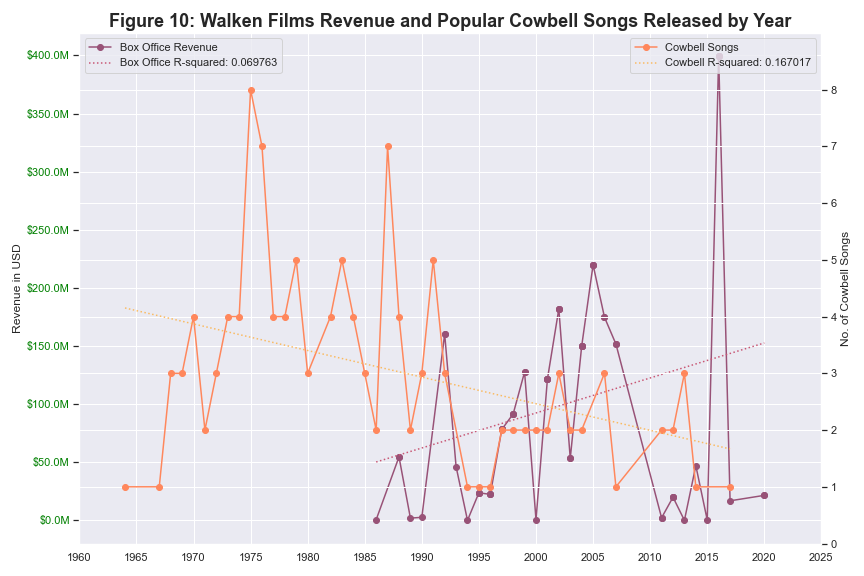 Figure 10: Walken Films Revenue and Popular Cowbell Songs Released by Year
Box Office Revenue
Box Office R-squared: 0.069763
Cowbell Songs
Cowbell R-squared: 0.167017
$400.0M
$350.0M
$300.0M
$250.0M
$200.0M
$150.0M
$100.0M
$50.0M
$0.0M
Revenue in USD
8
7
6
5
4
3
2
1
0
No. of Cowbell Songs
1960 1965 1970 1975 1980 1985 1990 1995 2000 2005 2010 2015 2020 2025